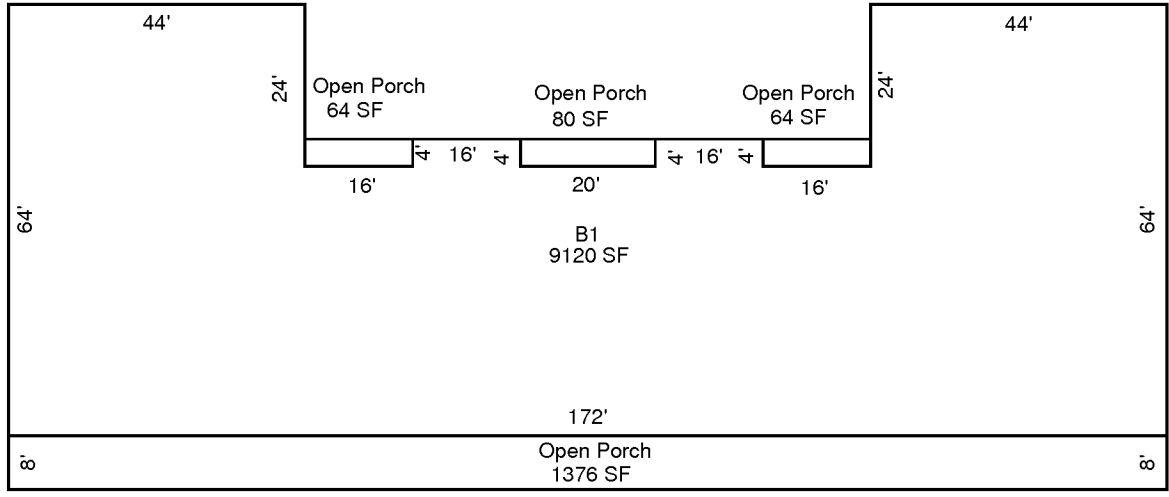 44'
44'
24'
24'
Open Porch
64 SF
Open Porch
80 SF
Open Porch
64 SF
4'
16'
4'
4'
16'
4'
16'
20'
16'
64'
64'
B1
9120 SF
172'
8'
Open Porch
1376 SF
8'